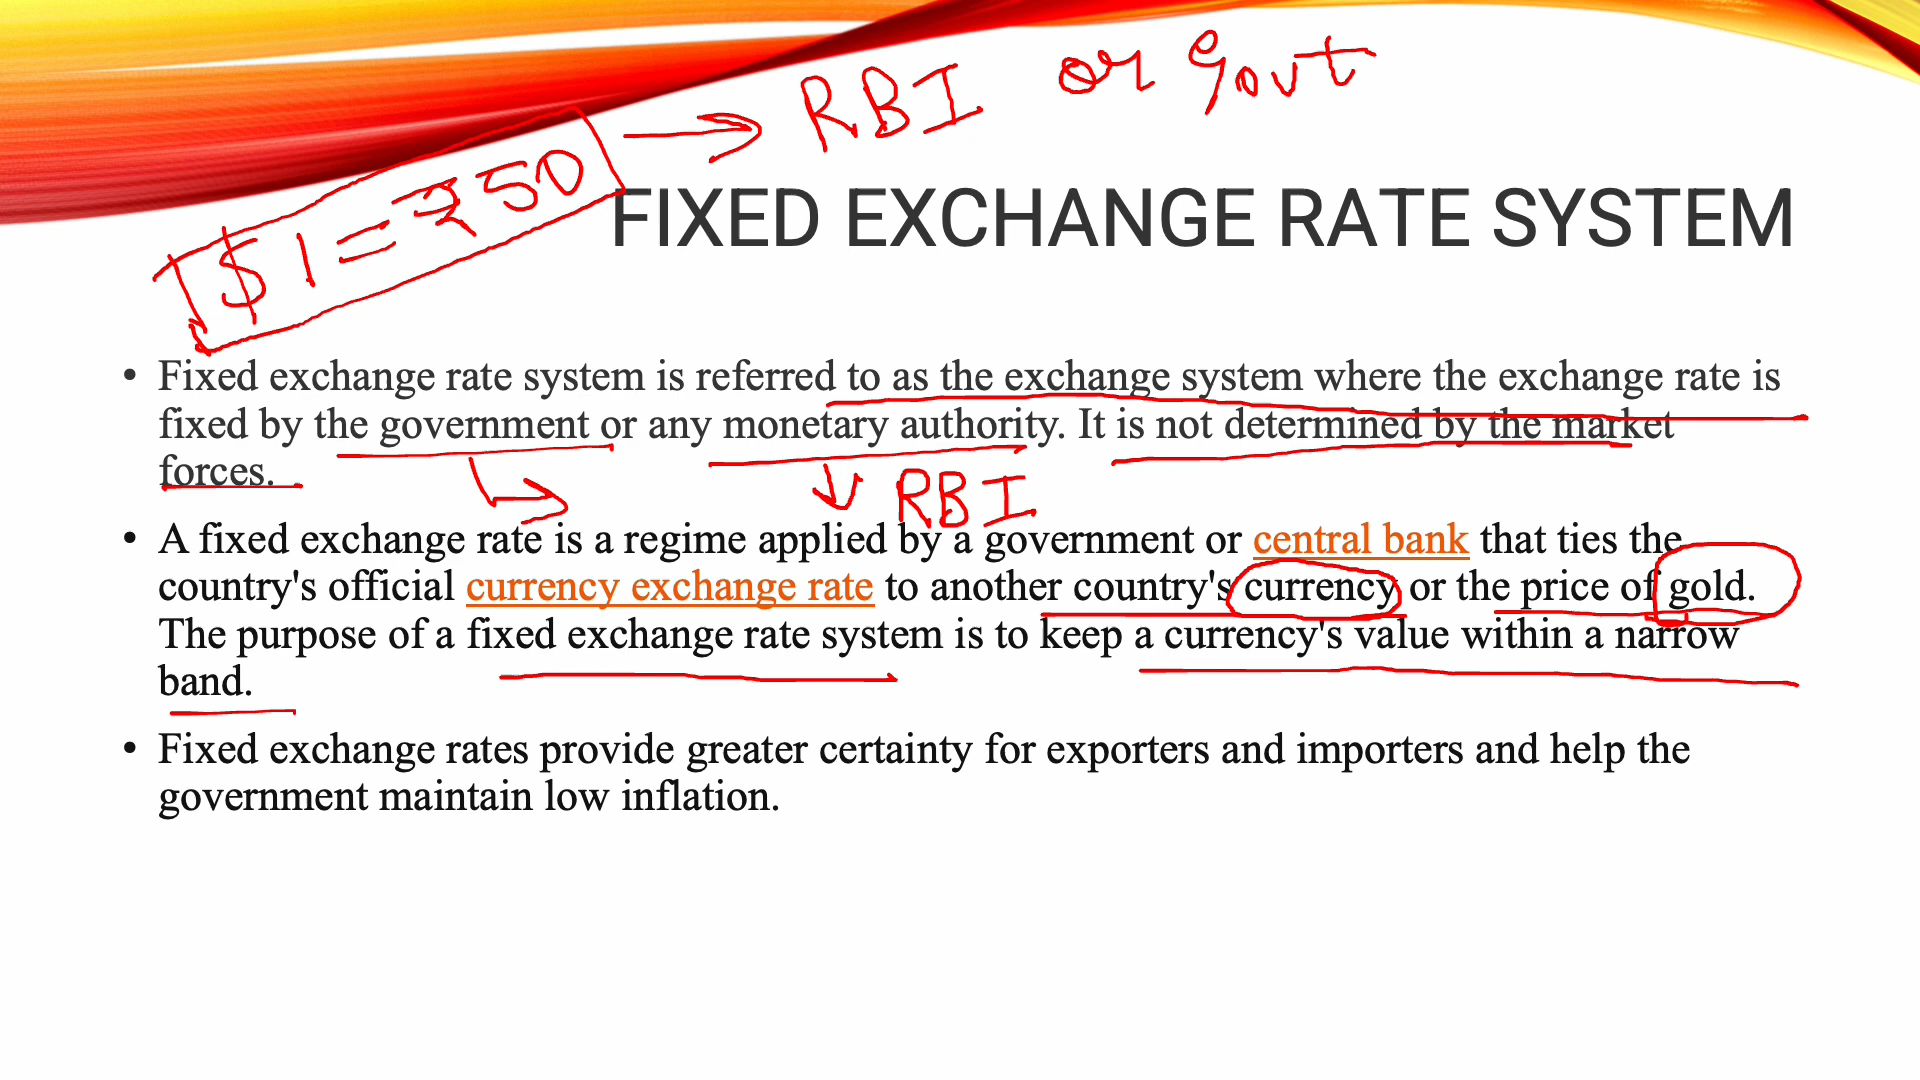 RBI or Govt
$1 = ₹50
FIXED EXCHANGE RATE SYSTEM
• Fixed exchange rate system is referred to as the exchange system where the exchange rate is
fixed by the government or any monetary authority. It is not determined by the market
forces.
RBI
• A fixed exchange rate is a regime applied by a government or central bank that ties the
country's official currency exchange rate to another country's currency or the price of gold.
The purpose of a fixed exchange rate system is to keep a currency's value within a narrow
band.
• Fixed exchange rates provide greater certainty for exporters and importers and help the
government maintain low inflation.